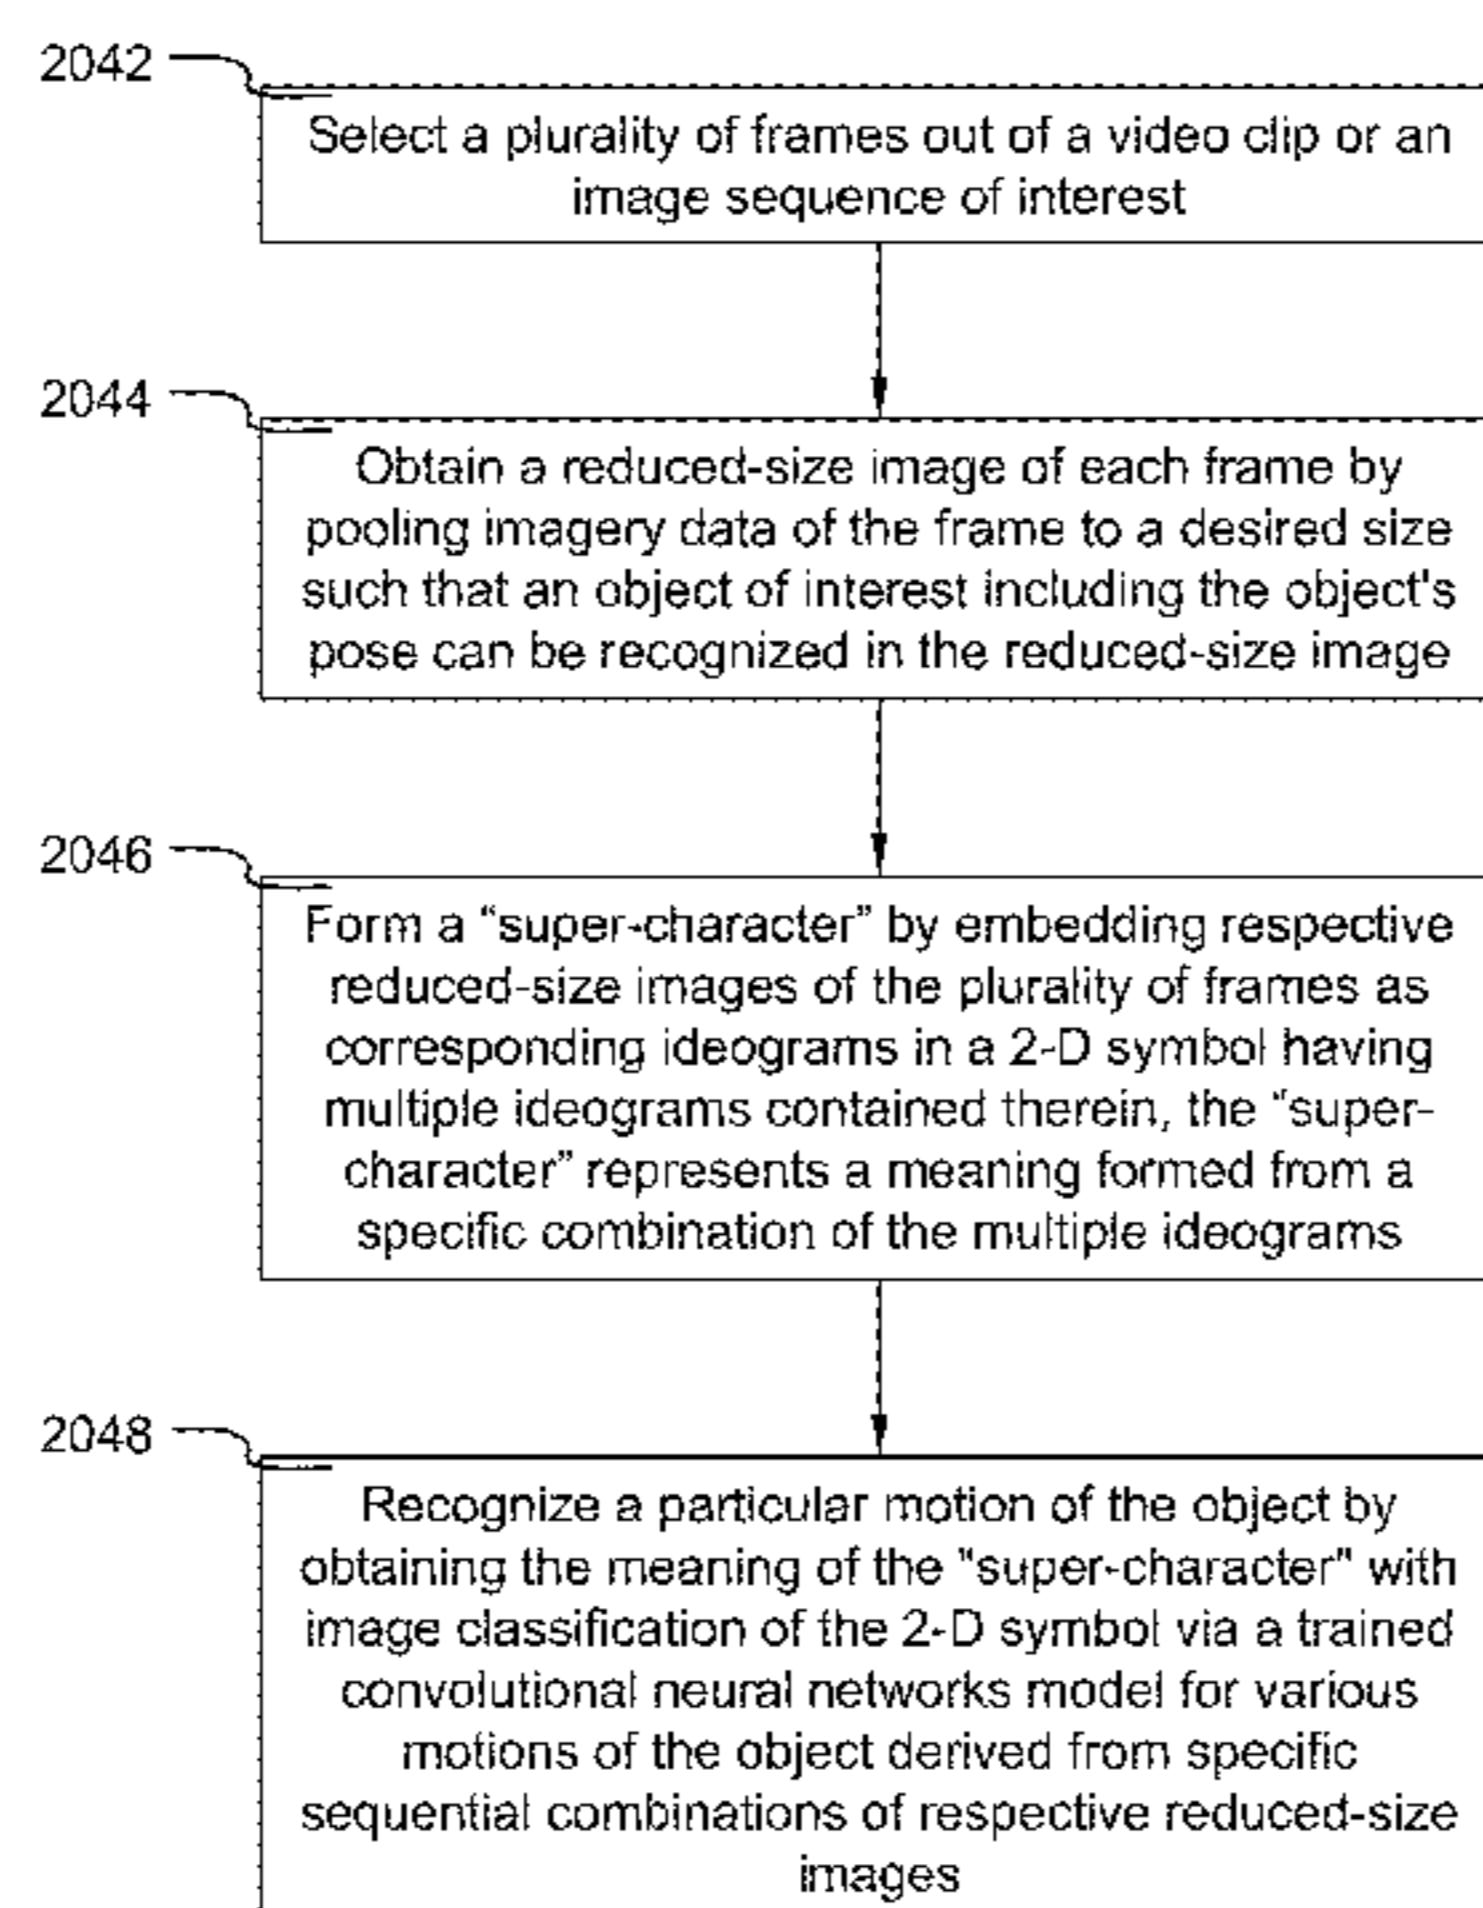 2042
Select a plurality of frames out of a video clip or an
image sequence of interest
2044
Obtain a reduced-size image of each frame by
pooling imagery data of the frame to a desired size
such that an object of interest including the object's
pose can be recognized in the reduced-size image
2046
Form a “super-character” by embedding respective
reduced-size images of the plurality of frames as
corresponding ideograms in a 2-D symbol having
multiple ideograms contained therein, the “super-
character” represents a meaning formed from a
specific combination of the multiple ideograms
2048
Recognize a particular motion of the object by
obtaining the meaning of the "super-character" with
image classification of the 2-D symbol via a trained
convolutional neural networks model for various
motions of the object derived from specific
sequential combinations of respective reduced-size
images